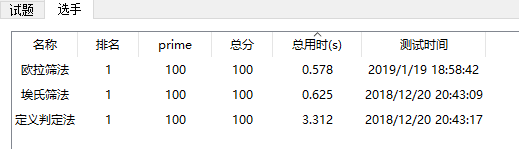 试题 选手
名称 排名 prime 总分 总用时(s) 测试时间
欧拉筛法 1 100 100 0.578 2019/1/19 18:58:42
埃氏筛法 1 100 100 0.625 2018/12/20 20:43:09
定义判定法 1 100 100 3.312 2018/12/20 20:43:17